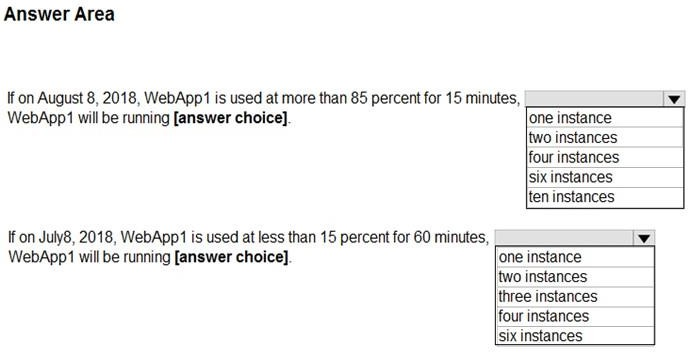 Answer Area
If on August 8, 2018, WebApp1 is used at more than 85 percent for 15 minutes,
WebApp1 will be running [answer choice].
one instance
two instances
four instances
six instances
ten instances
If on July8, 2018, WebApp1 is used at less than 15 percent for 60 minutes,
WebApp1 will be running [answer choice].
one instance
two instances
three instances
four instances
six instances